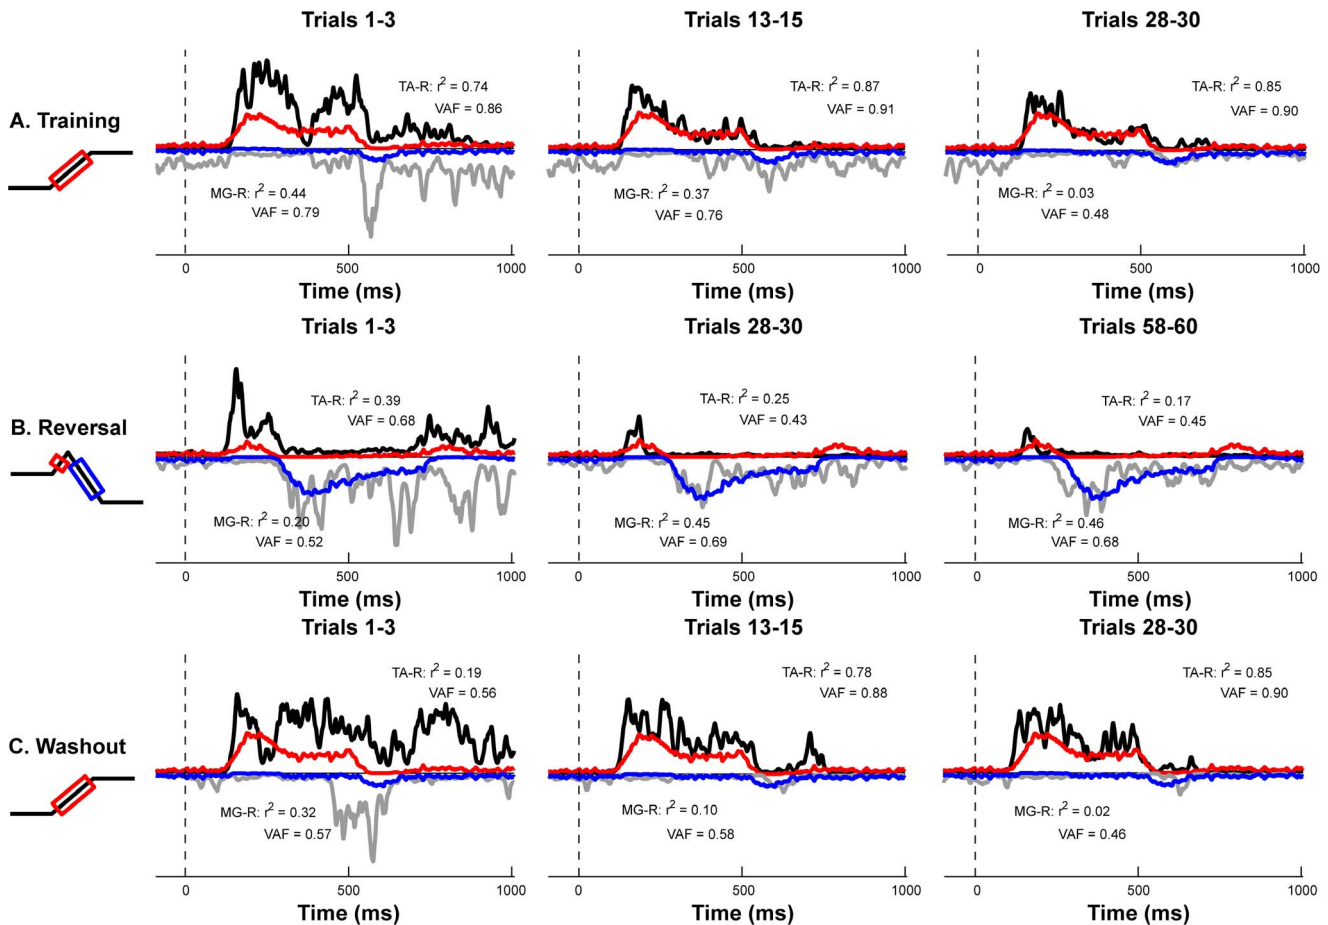 Trials 1-3
Trials 13-15
Trials 28-30
A. Training
TA-R: r² = 0.74
VAF = 0.86
MG-R: r² = 0.44
VAF = 0.79
TA-R: r² = 0.87
VAF = 0.91
MG-R: r² = 0.37
VAF = 0.76
TA-R: r² = 0.85
VAF = 0.90
MG-R: r² = 0.03
VAF = 0.48
0 500 1000
0 500 1000
0 500 1000
Time (ms)
Time (ms)
Time (ms)
Trials 1-3
Trials 28-30
Trials 58-60
B. Reversal
TA-R: r² = 0.39
VAF = 0.68
MG-R: r² = 0.20
VAF = 0.52
TA-R: r² = 0.25
VAF = 0.43
MG-R: r² = 0.45
VAF = 0.69
TA-R: r² = 0.17
VAF = 0.45
MG-R: r² = 0.46
VAF = 0.68
0 500 1000
0 500 1000
0 500 1000
Time (ms)
Time (ms)
Time (ms)
Trials 1-3
Trials 13-15
Trials 28-30
C. Washout
TA-R: r² = 0.19
VAF = 0.56
MG-R: r² = 0.32
VAF = 0.57
TA-R: r² = 0.78
VAF = 0.88
MG-R: r² = 0.10
VAF = 0.58
TA-R: r² = 0.85
VAF = 0.90
MG-R: r² = 0.02
VAF = 0.46
0 500 1000
0 500 1000
0 500 1000
Time (ms)
Time (ms)
Time (ms)